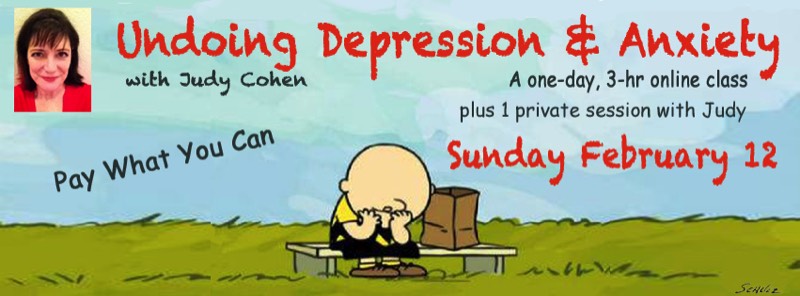 Undoing Depression & Anxiety
with Judy Cohen
A one-day, 3-hr online class
plus 1 private session with Judy
Pay What You Can
Sunday February 12
SCHULZ